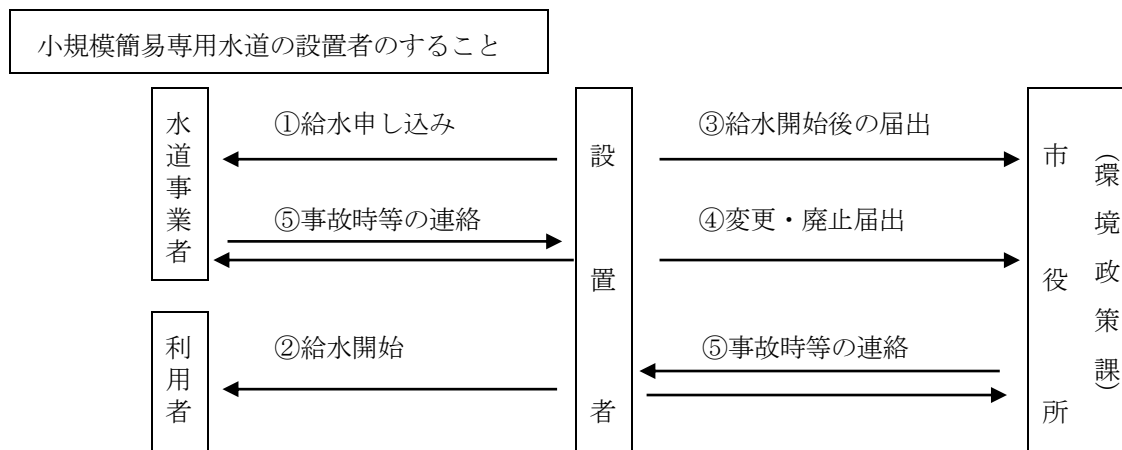 小規模簡易専用水道の設置者のすること
水道事業者
①給水申し込み
⑤事故時等の連絡
利用者
②給水開始
設置者
③給水開始後の届出
④変更・廃止届出
⑤事故時等の連絡
市役所
(環境政策課)